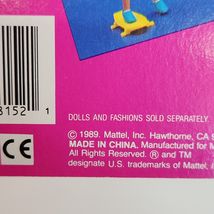 DOLLS AND FASHIONS SOLD SEPARATELY
8152 1
© 1989. Mattel, Inc. Hawthorne, CA 9
MADE IN CHINA. Manufactured for M
CE
All Rights Reserved. ® and TM
designate U.S. trademarks of Mattel,